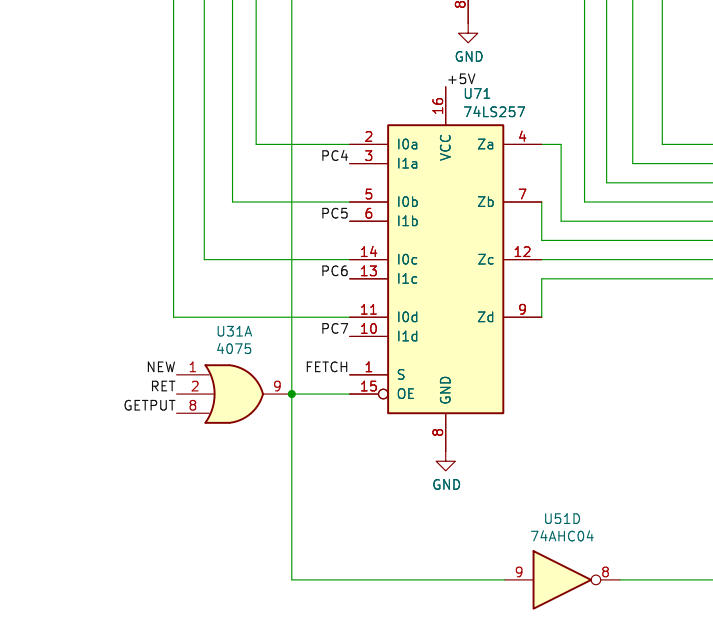 8
GND
+5V
U71
74LS257
16
VCC
2 I0a Za 4
PC4 3 I1a
5 I0b Zb 7
PC5 6 I1b
14 I0c Zc 12
PC6 13 I1c
11 I0d Zd 9
PC7 10 I1d
U31A
4075
NEW 1
RET 2 9
GETPUT 8
FETCH 1 S
15 OE
GND
8
GND
U51D
74AHC04
9 8